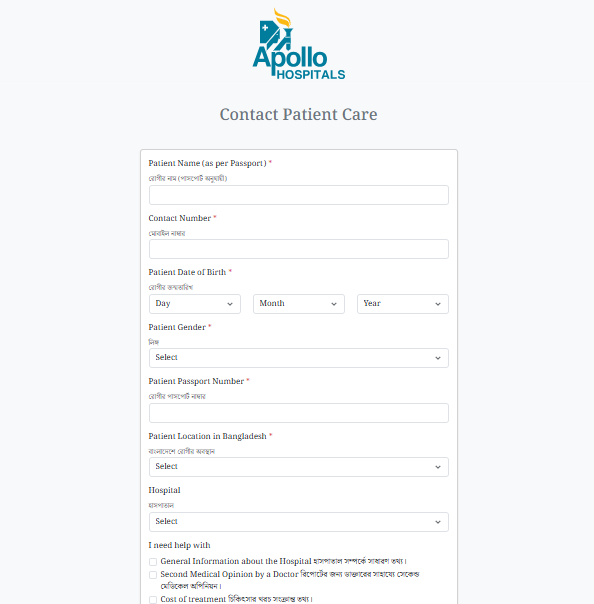 Apollo
HOSPITALS
Contact Patient Care
Patient Name (as per Passport) *
রোগীর নাম (পাসপোর্ট অনুযায়ী)
Contact Number *
মোবাইল নাম্বার
Patient Date of Birth *
রোগীর জন্মতারিখ
Day Month Year
Patient Gender *
লিঙ্গ
Select
Patient Passport Number *
রোগীর পাসপোর্ট নাম্বার
Patient Location in Bangladesh *
বাংলাদেশে রোগীর অবস্থান
Select
Hospital
হাসপাতাল
Select
I need help with
General Information about the Hospital হাসপাতাল সম্পর্কে সাধারণ তথ্য।
Second Medical Opinion by a Doctor রিপোর্টের জন্য ডাক্তারের সাহায্যে সেকেন্ড
মেডিকেল অপিনিয়ন।
Cost of treatment চিকিৎসার খরচ সংক্রান্ত তথ্য।